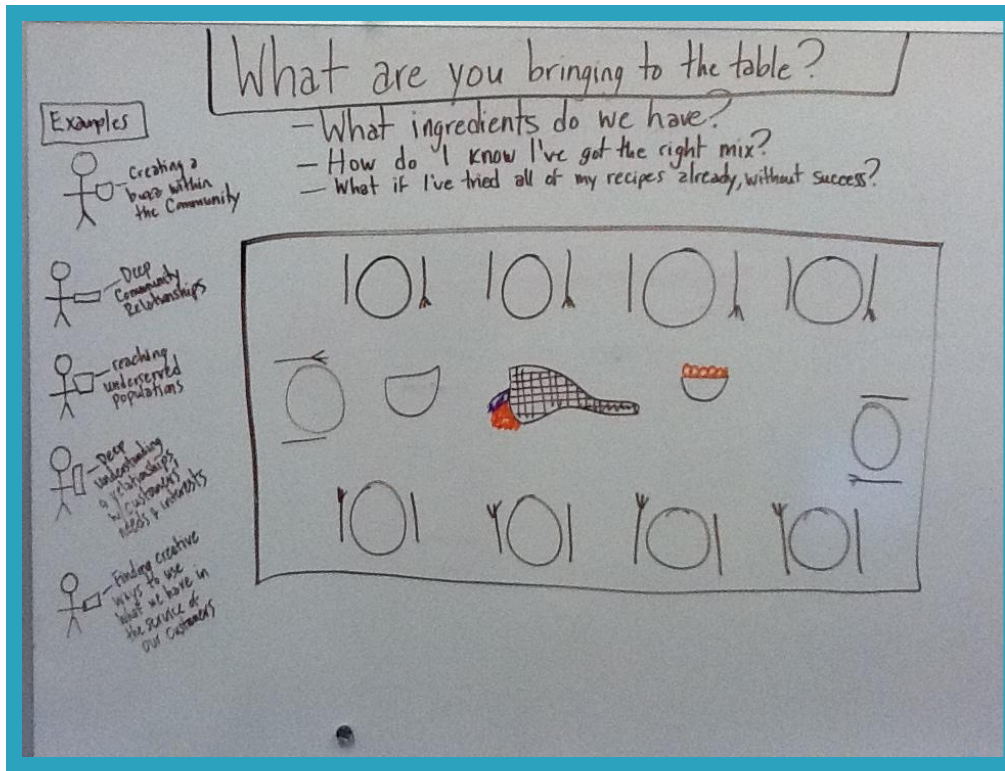 What are you bringing to the table?
- What ingredients do we have?
- How do I know I've got the right mix?
- What if I've tried all of my recipes already, without success?
Examples
- Creating a
buzz within
the Community
- Deep
Community
Relationships
- reaching
underserved
populations
- Deep
understanding
& relationships
w/customers'
needs & interests
- Finding creative
ways to use
what we have in
the service of
our customers